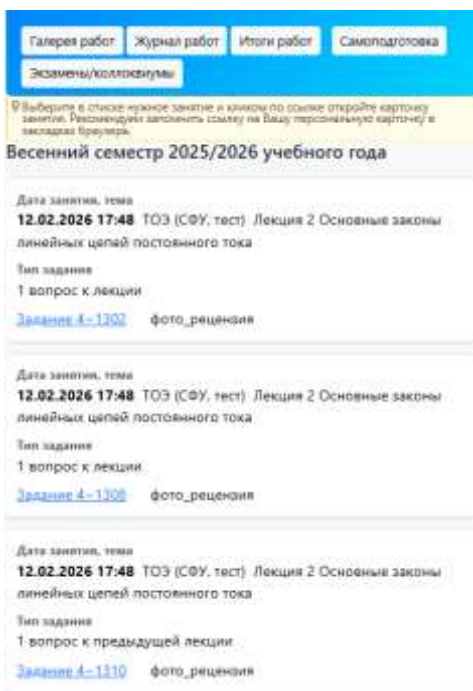 Галерея работ Журнал работ Итоги работ Самоподготовка
Экзамены/коллоквиумы
Выберите в списке нужное занятие и кликом по ссылке откройте карточку
занятия. Рекомендуем запомнить ссылку на Вашу персональную карточку в
закладках браузера.
Весенний семестр 2025/2026 учебного года
Дата занятия, тема
12.02.2026 17:48 ТОЭ (СФУ, тест) Лекция 2 Основные законы
линейных цепей постоянного тока
Тип задания
1 вопрос к лекции
Задание 4–1302 фото_рецензия
Дата занятия, тема
12.02.2026 17:48 ТОЭ (СФУ, тест) Лекция 2 Основные законы
линейных цепей постоянного тока
Тип задания
1 вопрос к лекции
Задание 4–1308 фото_рецензия
Дата занятия, тема
12.02.2026 17:48 ТОЭ (СФУ, тест) Лекция 2 Основные законы
линейных цепей постоянного тока
Тип задания
1 вопрос к предыдущей лекции
Задание 4–1310 фото_рецензия